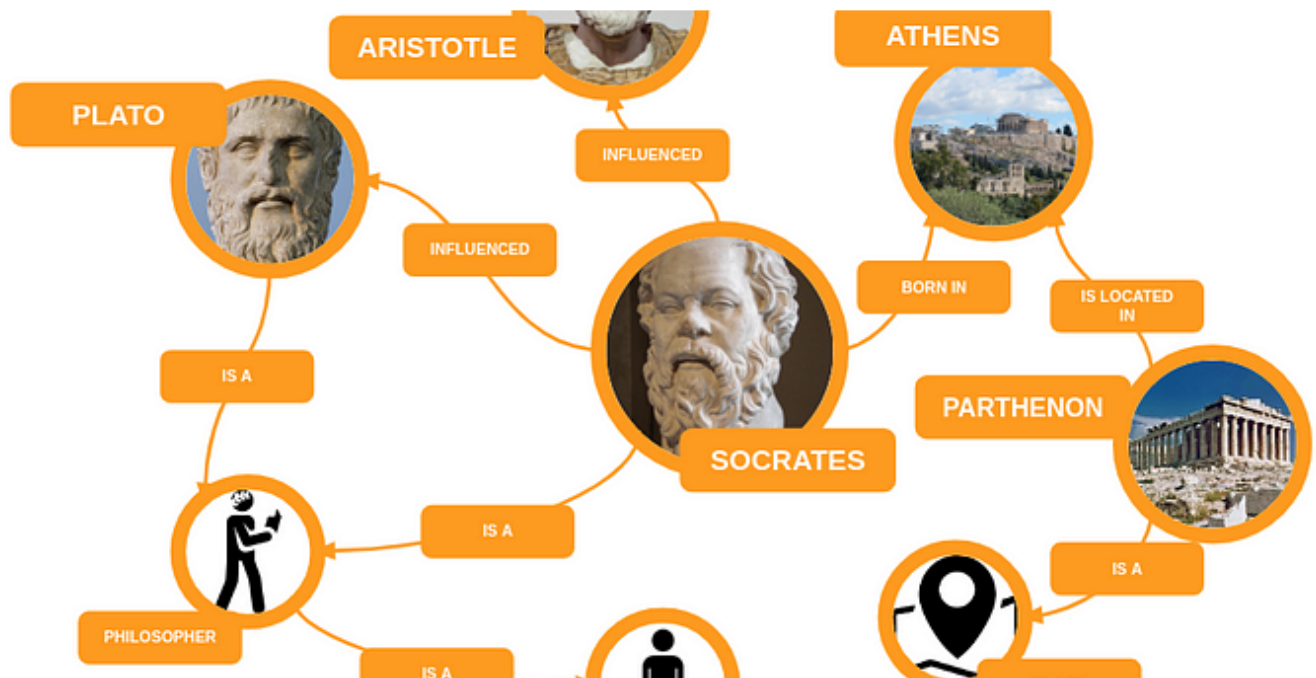 ARISTOTLE
ATHENS
PLATO
INFLUENCED
INFLUENCED
BORN IN
IS LOCATED
IN
IS A
PARTHENON
SOCRATES
IS A
IS A
PHILOSOPHER
IS A